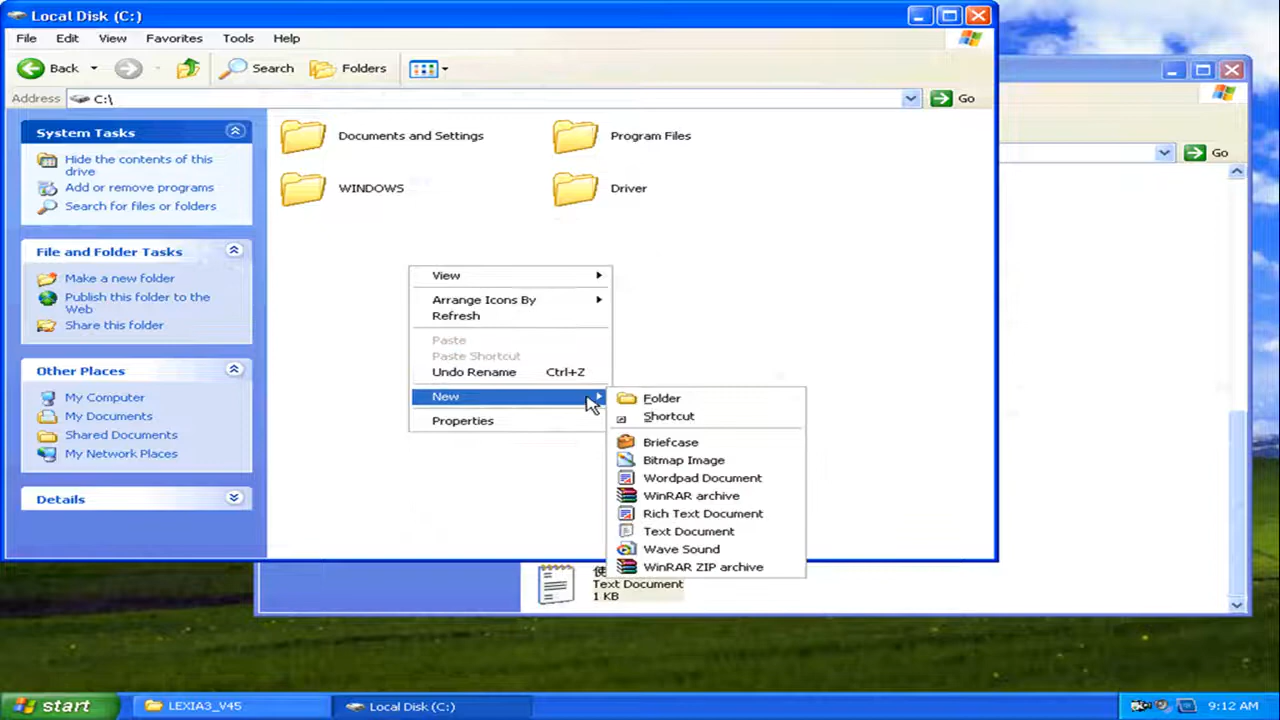 Local Disk (C:)
File Edit View Favorites Tools Help
Back Search Folders
Address C:\ Go
Go
System Tasks
Hide the contents of this
drive
Add or remove programs
Search for files or folders
File and Folder Tasks
Make a new folder
Publish this folder to the
Web
Share this folder
Other Places
My Computer
My Documents
Shared Documents
My Network Places
Details
Documents and Settings
Program Files
WINDOWS
Driver
View
Arrange Icons By
Refresh
Paste
Paste Shortcut
Undo Rename Ctrl+Z
New
Properties
Folder
Shortcut
Briefcase
Bitmap Image
Wordpad Document
WinRAR archive
Rich Text Document
Text Document
Wave Sound
WinRAR ZIP archive
Text Document
1 KB
start
LEXIA3_V45
Local Disk (C:)
9:12 AM